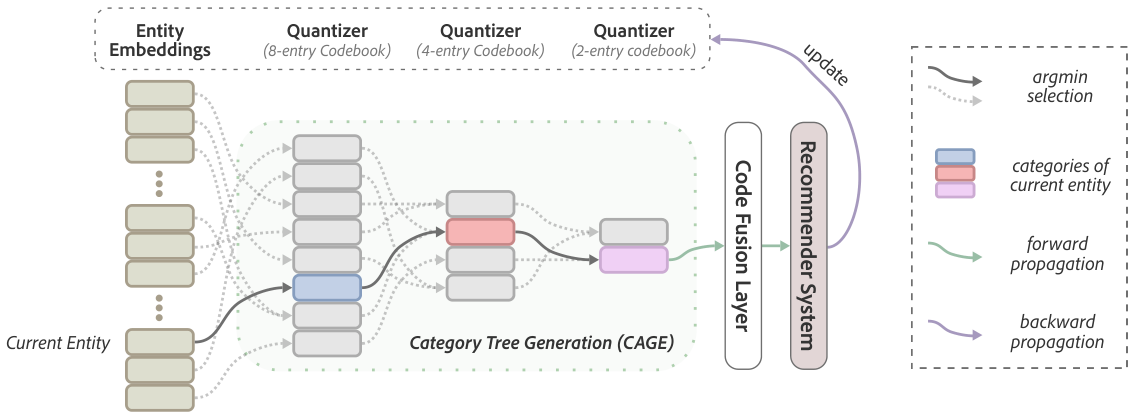 Entity
Embeddings
Quantizer
(8-entry Codebook)
Quantizer
(4-entry Codebook)
Quantizer
(2-entry codebook)
update
argmin
selection
categories of
current entity
forward
propagation
backward
propagation
Code Fusion Layer
Recommender System
Current Entity
Category Tree Generation (CAGE)